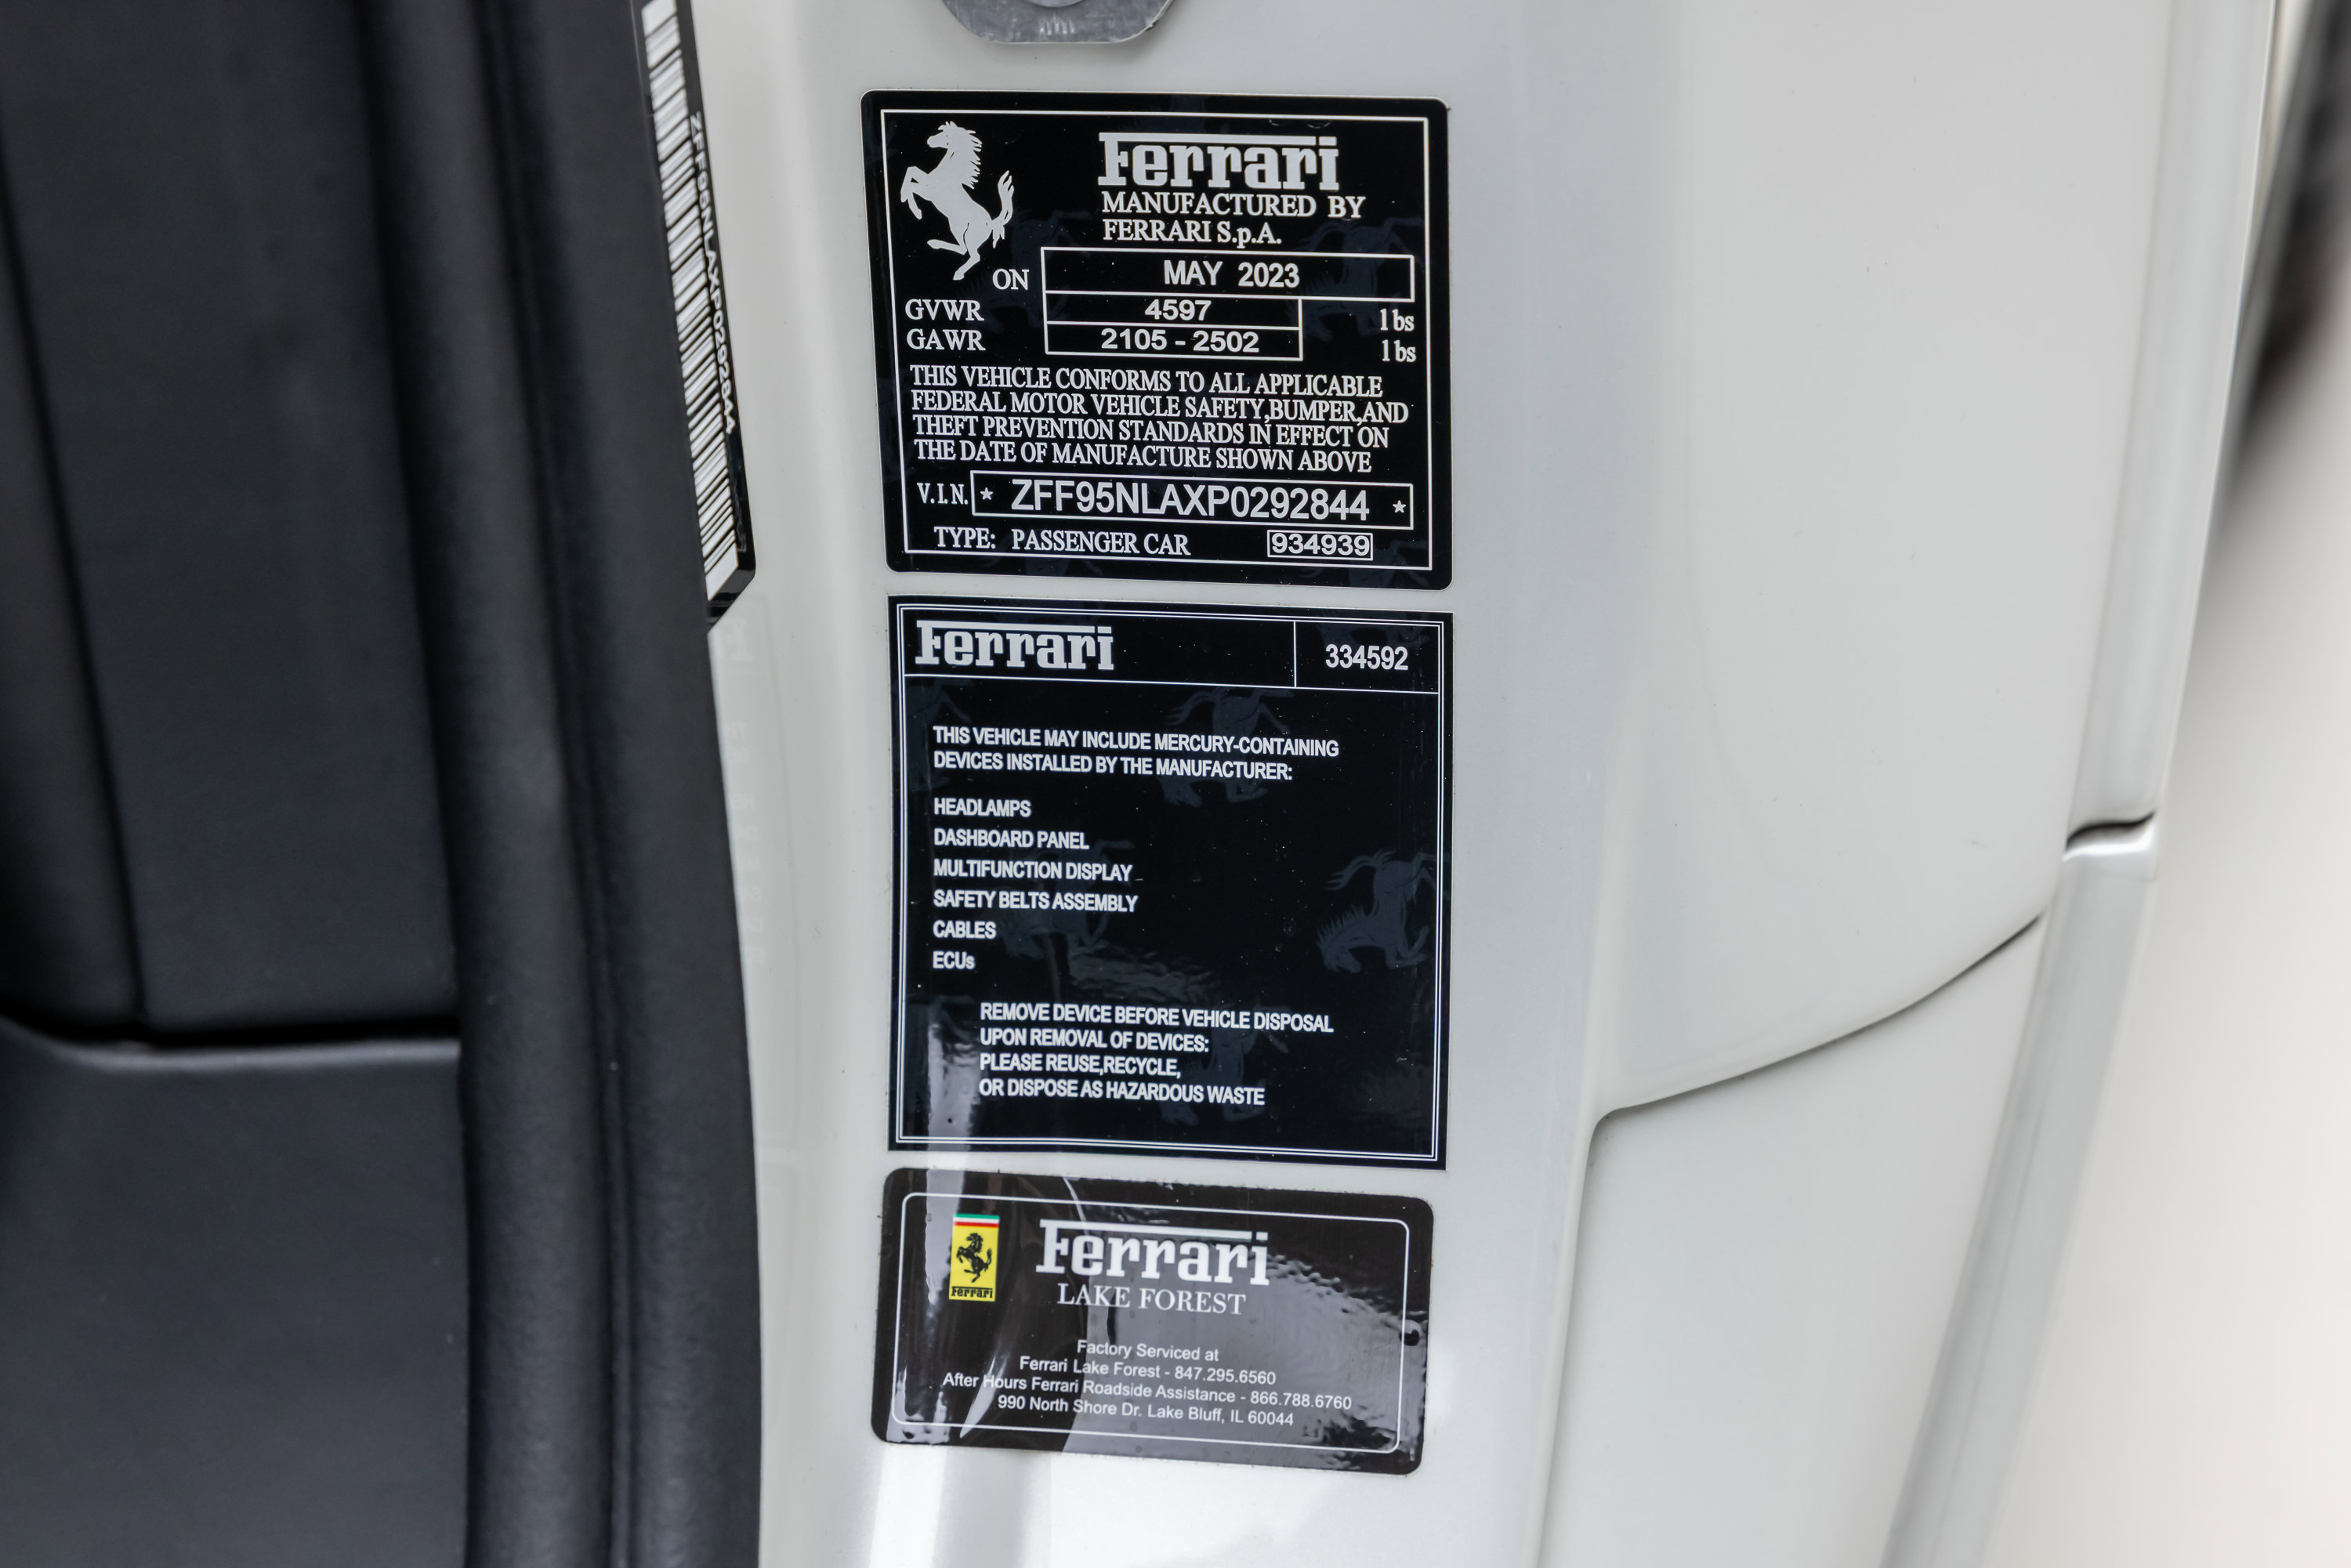 ZFF95NLAXP0292844
Ferrari
MANUFACTURED BY
FERRARI S.p.A.
ON MAY 2023
GVWR 4597 lbs
GAWR 2105 - 2502 lbs
THIS VEHICLE CONFORMS TO ALL APPLICABLE
FEDERAL MOTOR VEHICLE SAFETY,BUMPER,AND
THEFT PREVENTION STANDARDS IN EFFECT ON
THE DATE OF MANUFACTURE SHOWN ABOVE
V.I.N. * ZFF95NLAXP0292844 *
TYPE: PASSENGER CAR 934939
Ferrari 334592
THIS VEHICLE MAY INCLUDE MERCURY-CONTAINING
DEVICES INSTALLED BY THE MANUFACTURER:
HEADLAMPS
DASHBOARD PANEL
MULTIFUNCTION DISPLAY
SAFETY BELTS ASSEMBLY
CABLES
ECUs
REMOVE DEVICE BEFORE VEHICLE DISPOSAL
UPON REMOVAL OF DEVICES:
PLEASE REUSE,RECYCLE,
OR DISPOSE AS HAZARDOUS WASTE
Ferrari
Ferrari
LAKE FOREST
Factory Serviced at
Ferrari Lake Forest - 847.295.6560
After Hours Ferrari Roadside Assistance - 866.788.6760
990 North Shore Dr. Lake Bluff, IL 60044